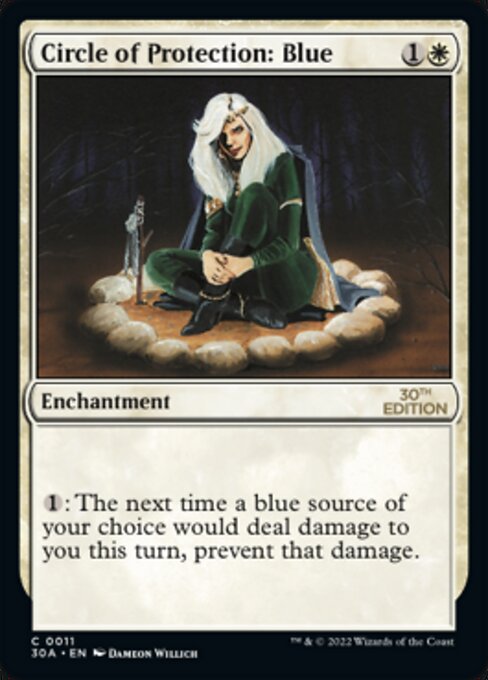 Circle of Protection: Blue 1
Enchantment
30TH
EDITION
1: The next time a blue source of
your choice would deal damage to
you this turn, prevent that damage.
C 0011
30A • EN Dameon Willich
™ & © 2022 Wizards of the Coast